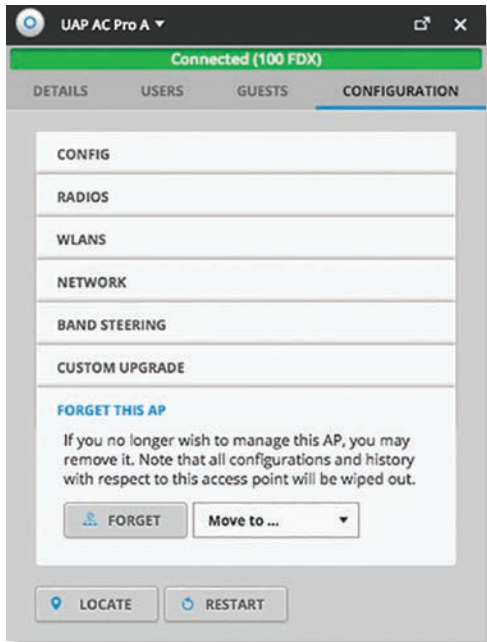 UAP AC Pro A
Connected (100 FDX)
DETAILS USERS GUESTS CONFIGURATION
CONFIG
RADIOS
WLANS
NETWORK
BAND STEERING
CUSTOM UPGRADE
FORGET THIS AP
If you no longer wish to manage this AP, you may
remove it. Note that all configurations and history
with respect to this access point will be wiped out.
FORGET Move to ...
LOCATE RESTART